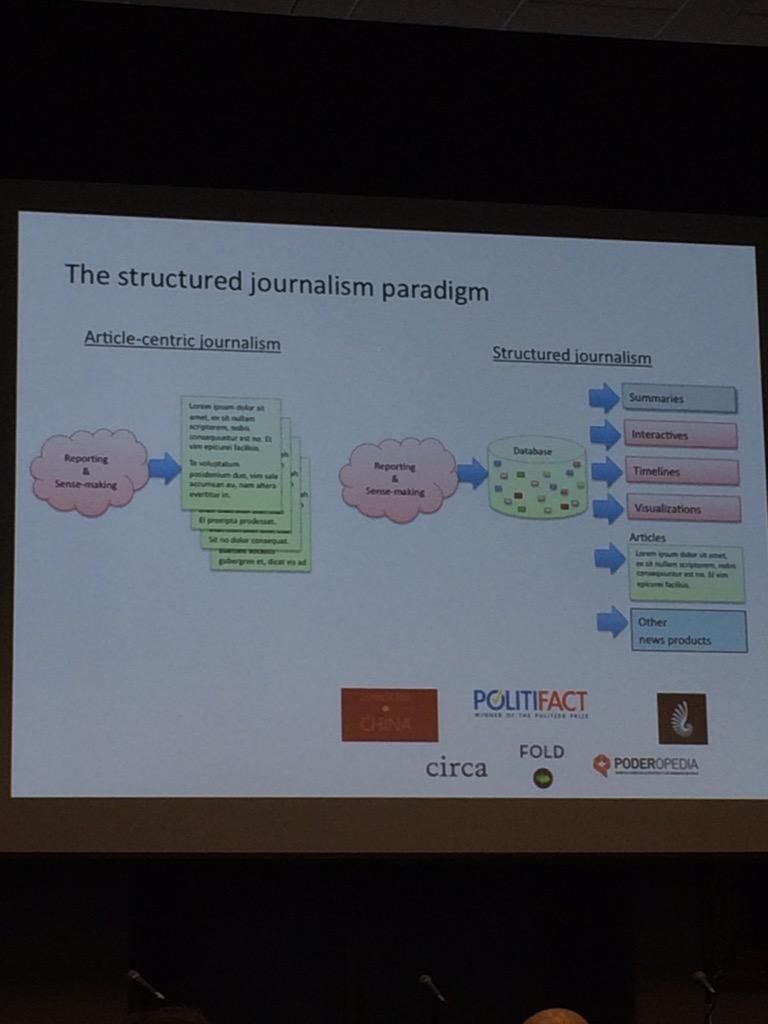 The structured journalism paradigm
Article-centric journalism
Structured journalism
Reporting
&
Sense-making
Lorem ipsum dolor sit
amet, ex sit nullam
scriptorem, nobis
consequuntur est no. Et
vim epicurei facilisis.
Te voluptatum
posidonium duo, vim sale
accumsan eu, nam altera
evertitur in.
Ei prompta prodesset.
Sit no dolor consequat.
gubergren et, dicat vis ad
Reporting
&
Sense-making
Database
Summaries
Interactives
Timelines
Visualizations
Articles
Lorem ipsum dolor sit amet,
ex sit nullam scriptorem, nobis
consequuntur est no. Et vim
epicurei facilisis.
Other
news products
CHINA
POLITIFACT
WINNER OF THE PULITZER PRIZE
circa
FOLD
PODEROPEDIA